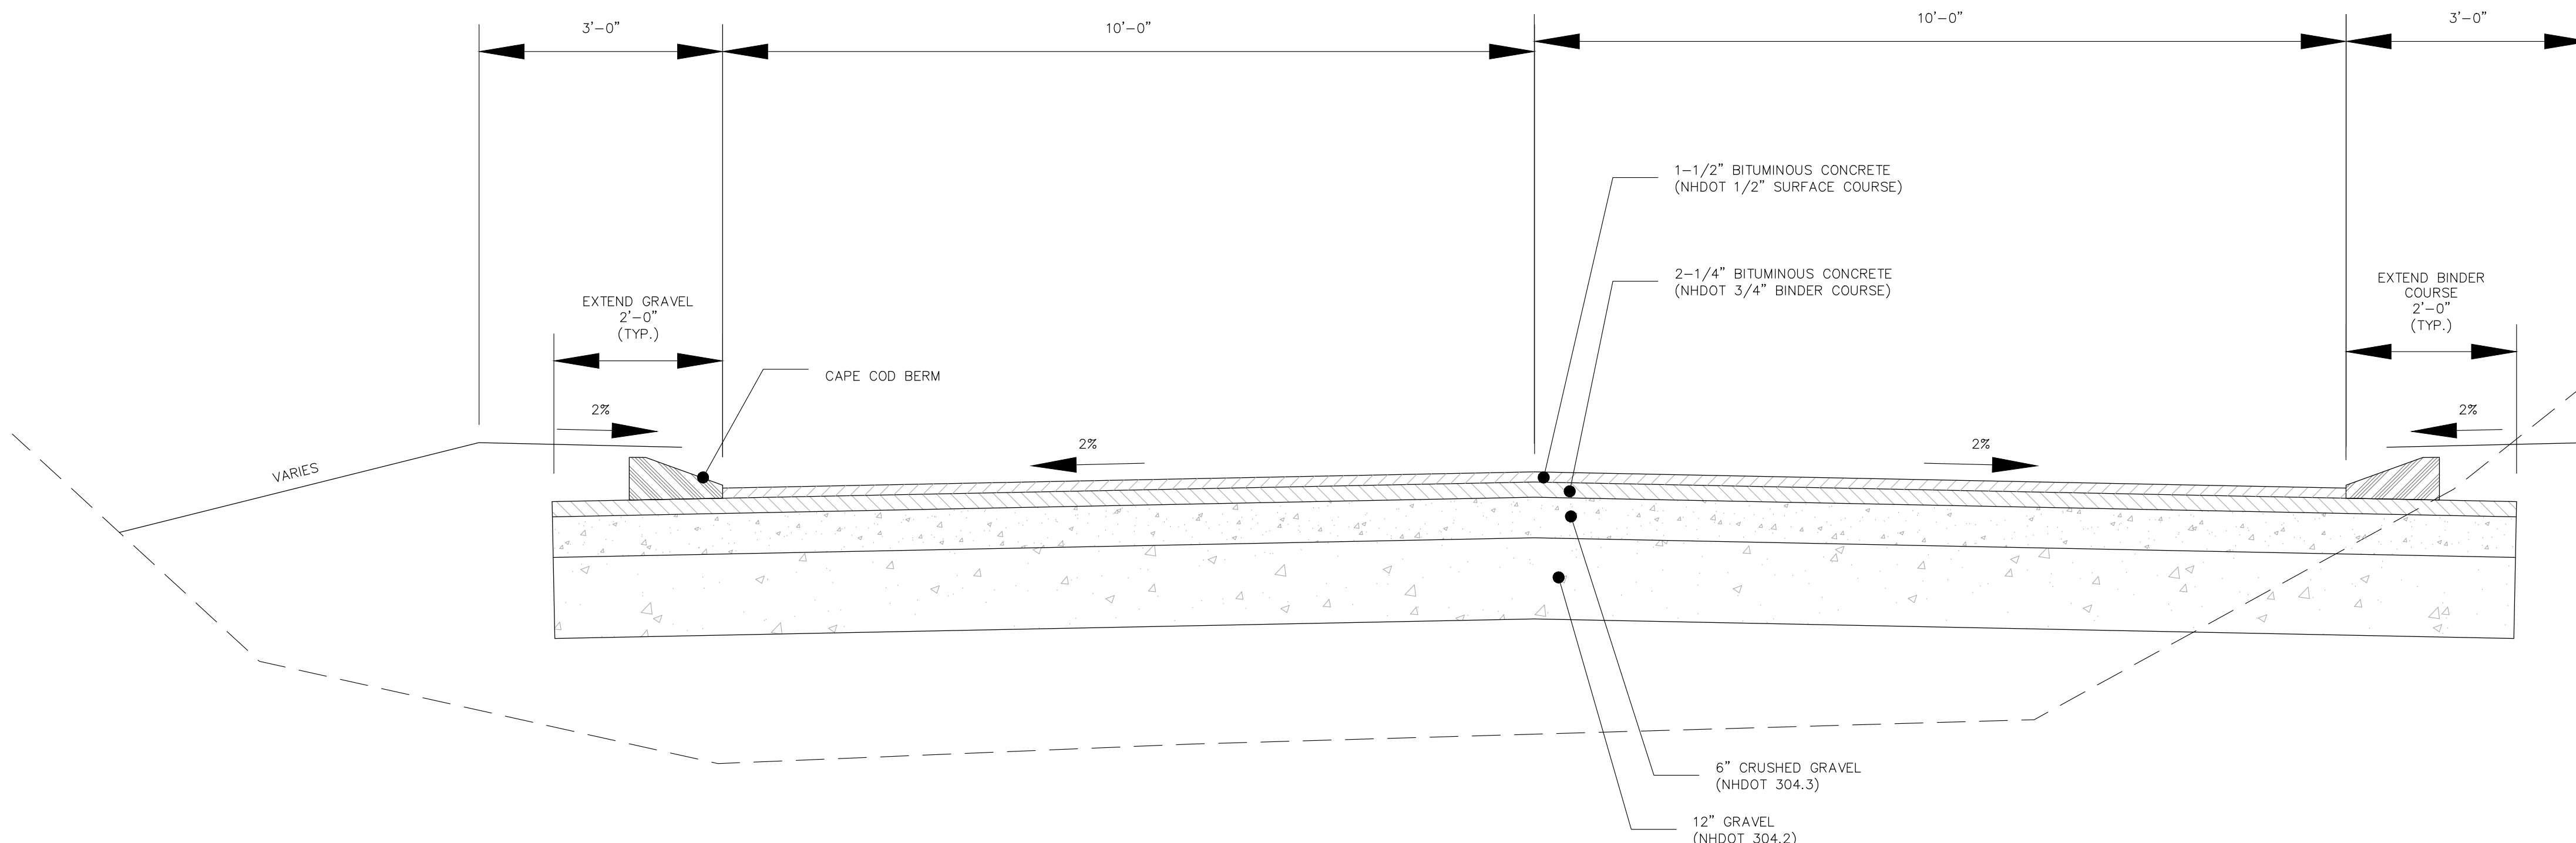 3'-0"
10'-0"
10'-0"
3'-0"
1-1/2" BITUMINOUS CONCRETE
(NHDOT 1/2" SURFACE COURSE)
2-1/4" BITUMINOUS CONCRETE
(NHDOT 3/4" BINDER COURSE)
EXTEND GRAVEL
2'-0"
(TYP.)
EXTEND BINDER
COURSE
2'-0"
(TYP.)
CAPE COD BERM
2%
2%
2%
2%
VARIES
6" CRUSHED GRAVEL
(NHDOT 304.3)
12" GRAVEL
(NHDOT 304.2)